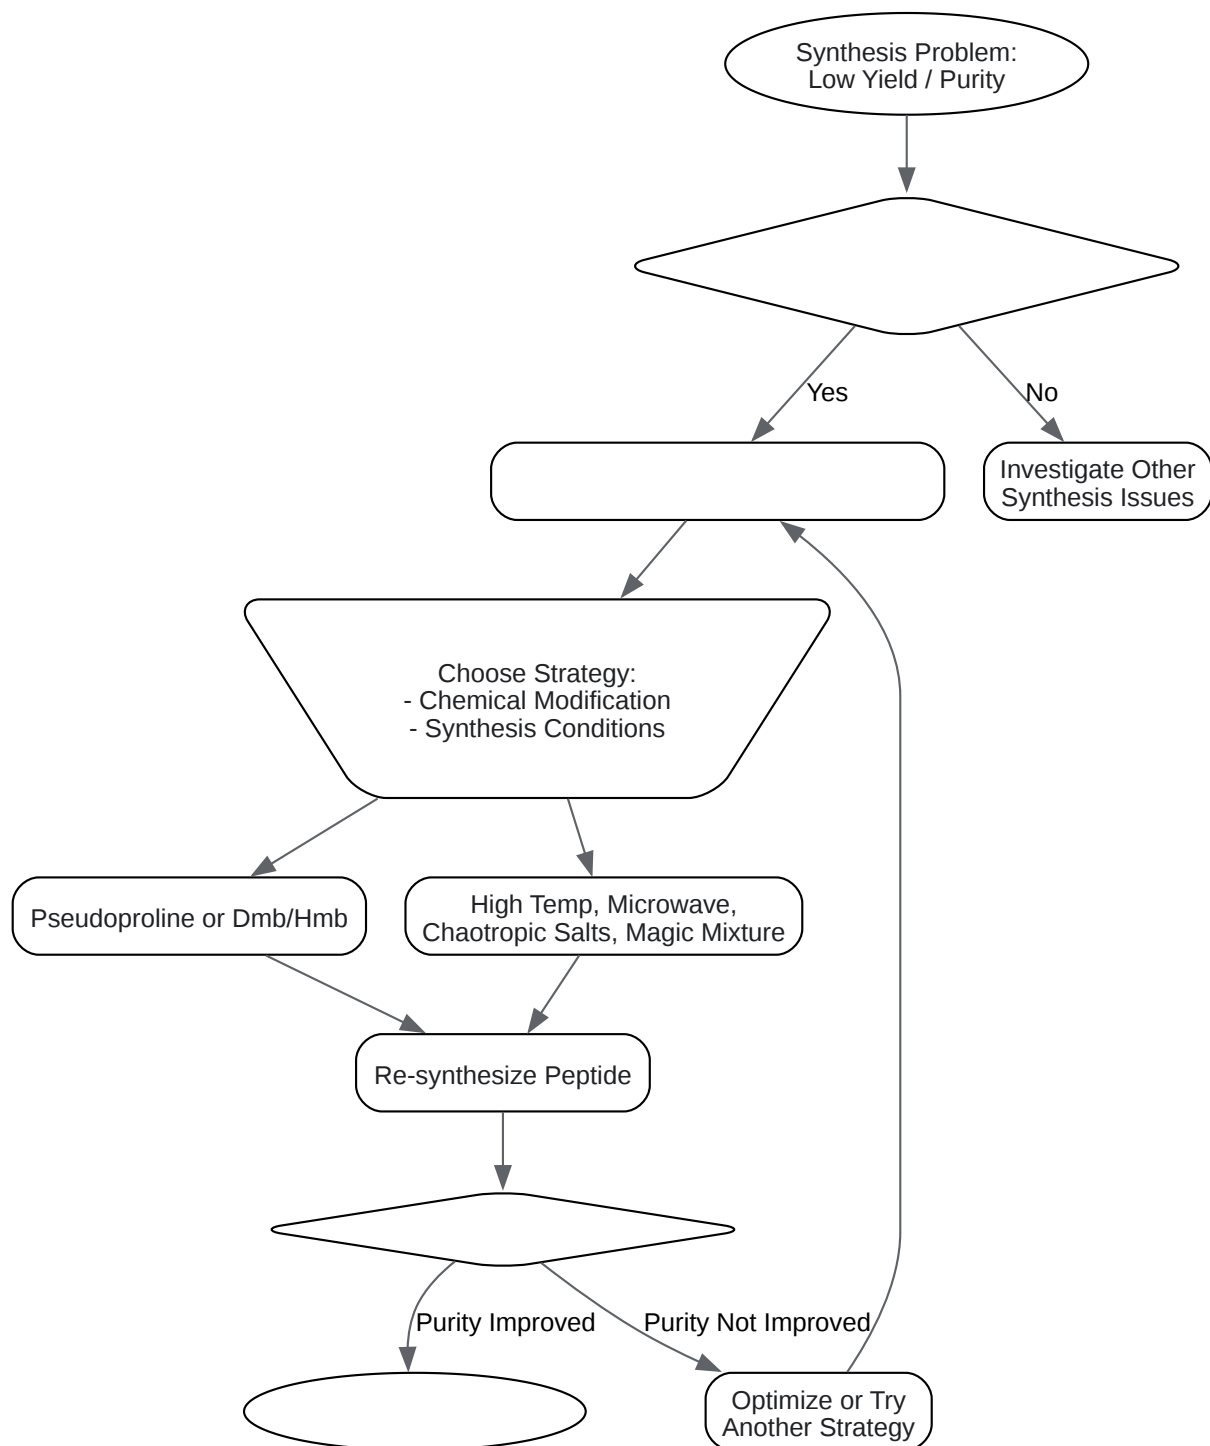 Synthesis Problem:
Low Yield / Purity
Yes
No
Investigate Other
Synthesis Issues
Choose Strategy:
- Chemical Modification
- Synthesis Conditions
Pseudoproline or Dmb/Hmb
High Temp, Microwave,
Chaotropic Salts, Magic Mixture
Re-synthesize Peptide
Purity Improved
Purity Not Improved
Optimize or Try
Another Strategy